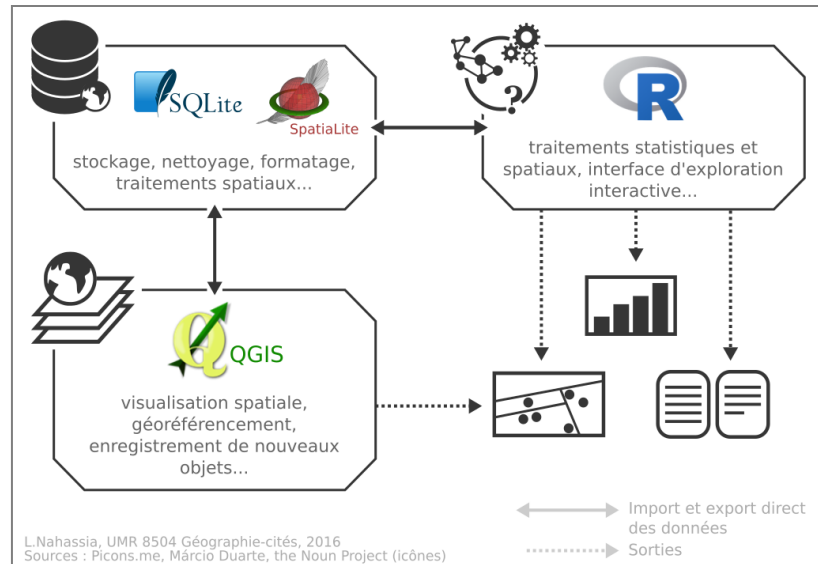 SQLite
SpatiaLite
stockage, nettoyage, formatage,
traitements spatiaux...
?
R
traitements statistiques et
spatiaux, interface d'exploration
interactive...
Q
QGIS
visualisation spatiale,
géoréférencement,
enregistrement de nouveaux
objets...
Import et export direct
des données
Sorties
L.Nahassia, UMR 8504 Géographie-cités, 2016
Sources : Picons.me, Márcio Duarte, the Noun Project (icônes)